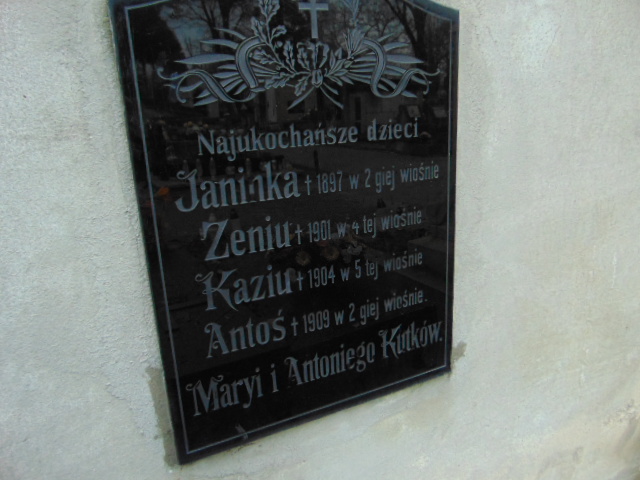 Najukochańsze dzieci
Janinka † 1897 w 2 giej wiośnie
Zeniu † 1901 w 4 tej wiośnie
Kaziu † 1904 w 5 tej wiośnie
Antoś † 1909 w 2 giej wiośnie.
Maryi i Antoniego Kutków.